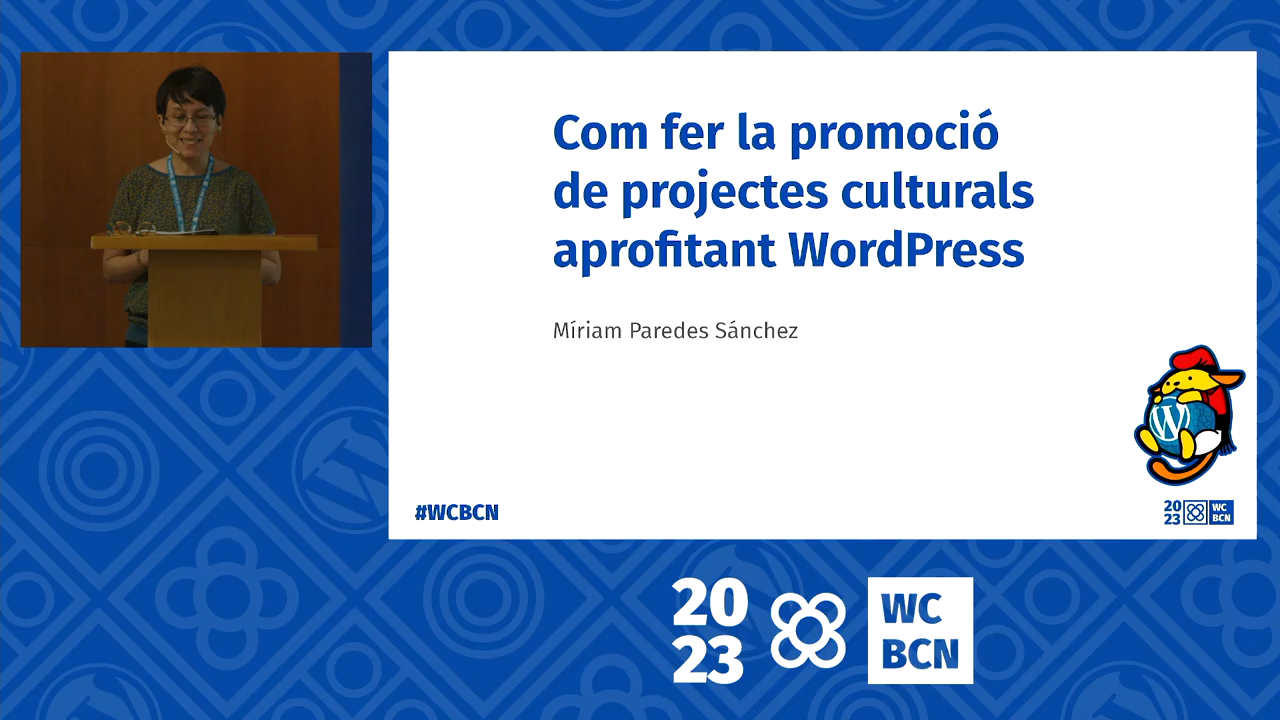 Com fer la promoció
de projectes culturals
aprofitant WordPress
Míriam Paredes Sánchez
#WCBCN
20
23
WC
BCN
20
23
WC
BCN